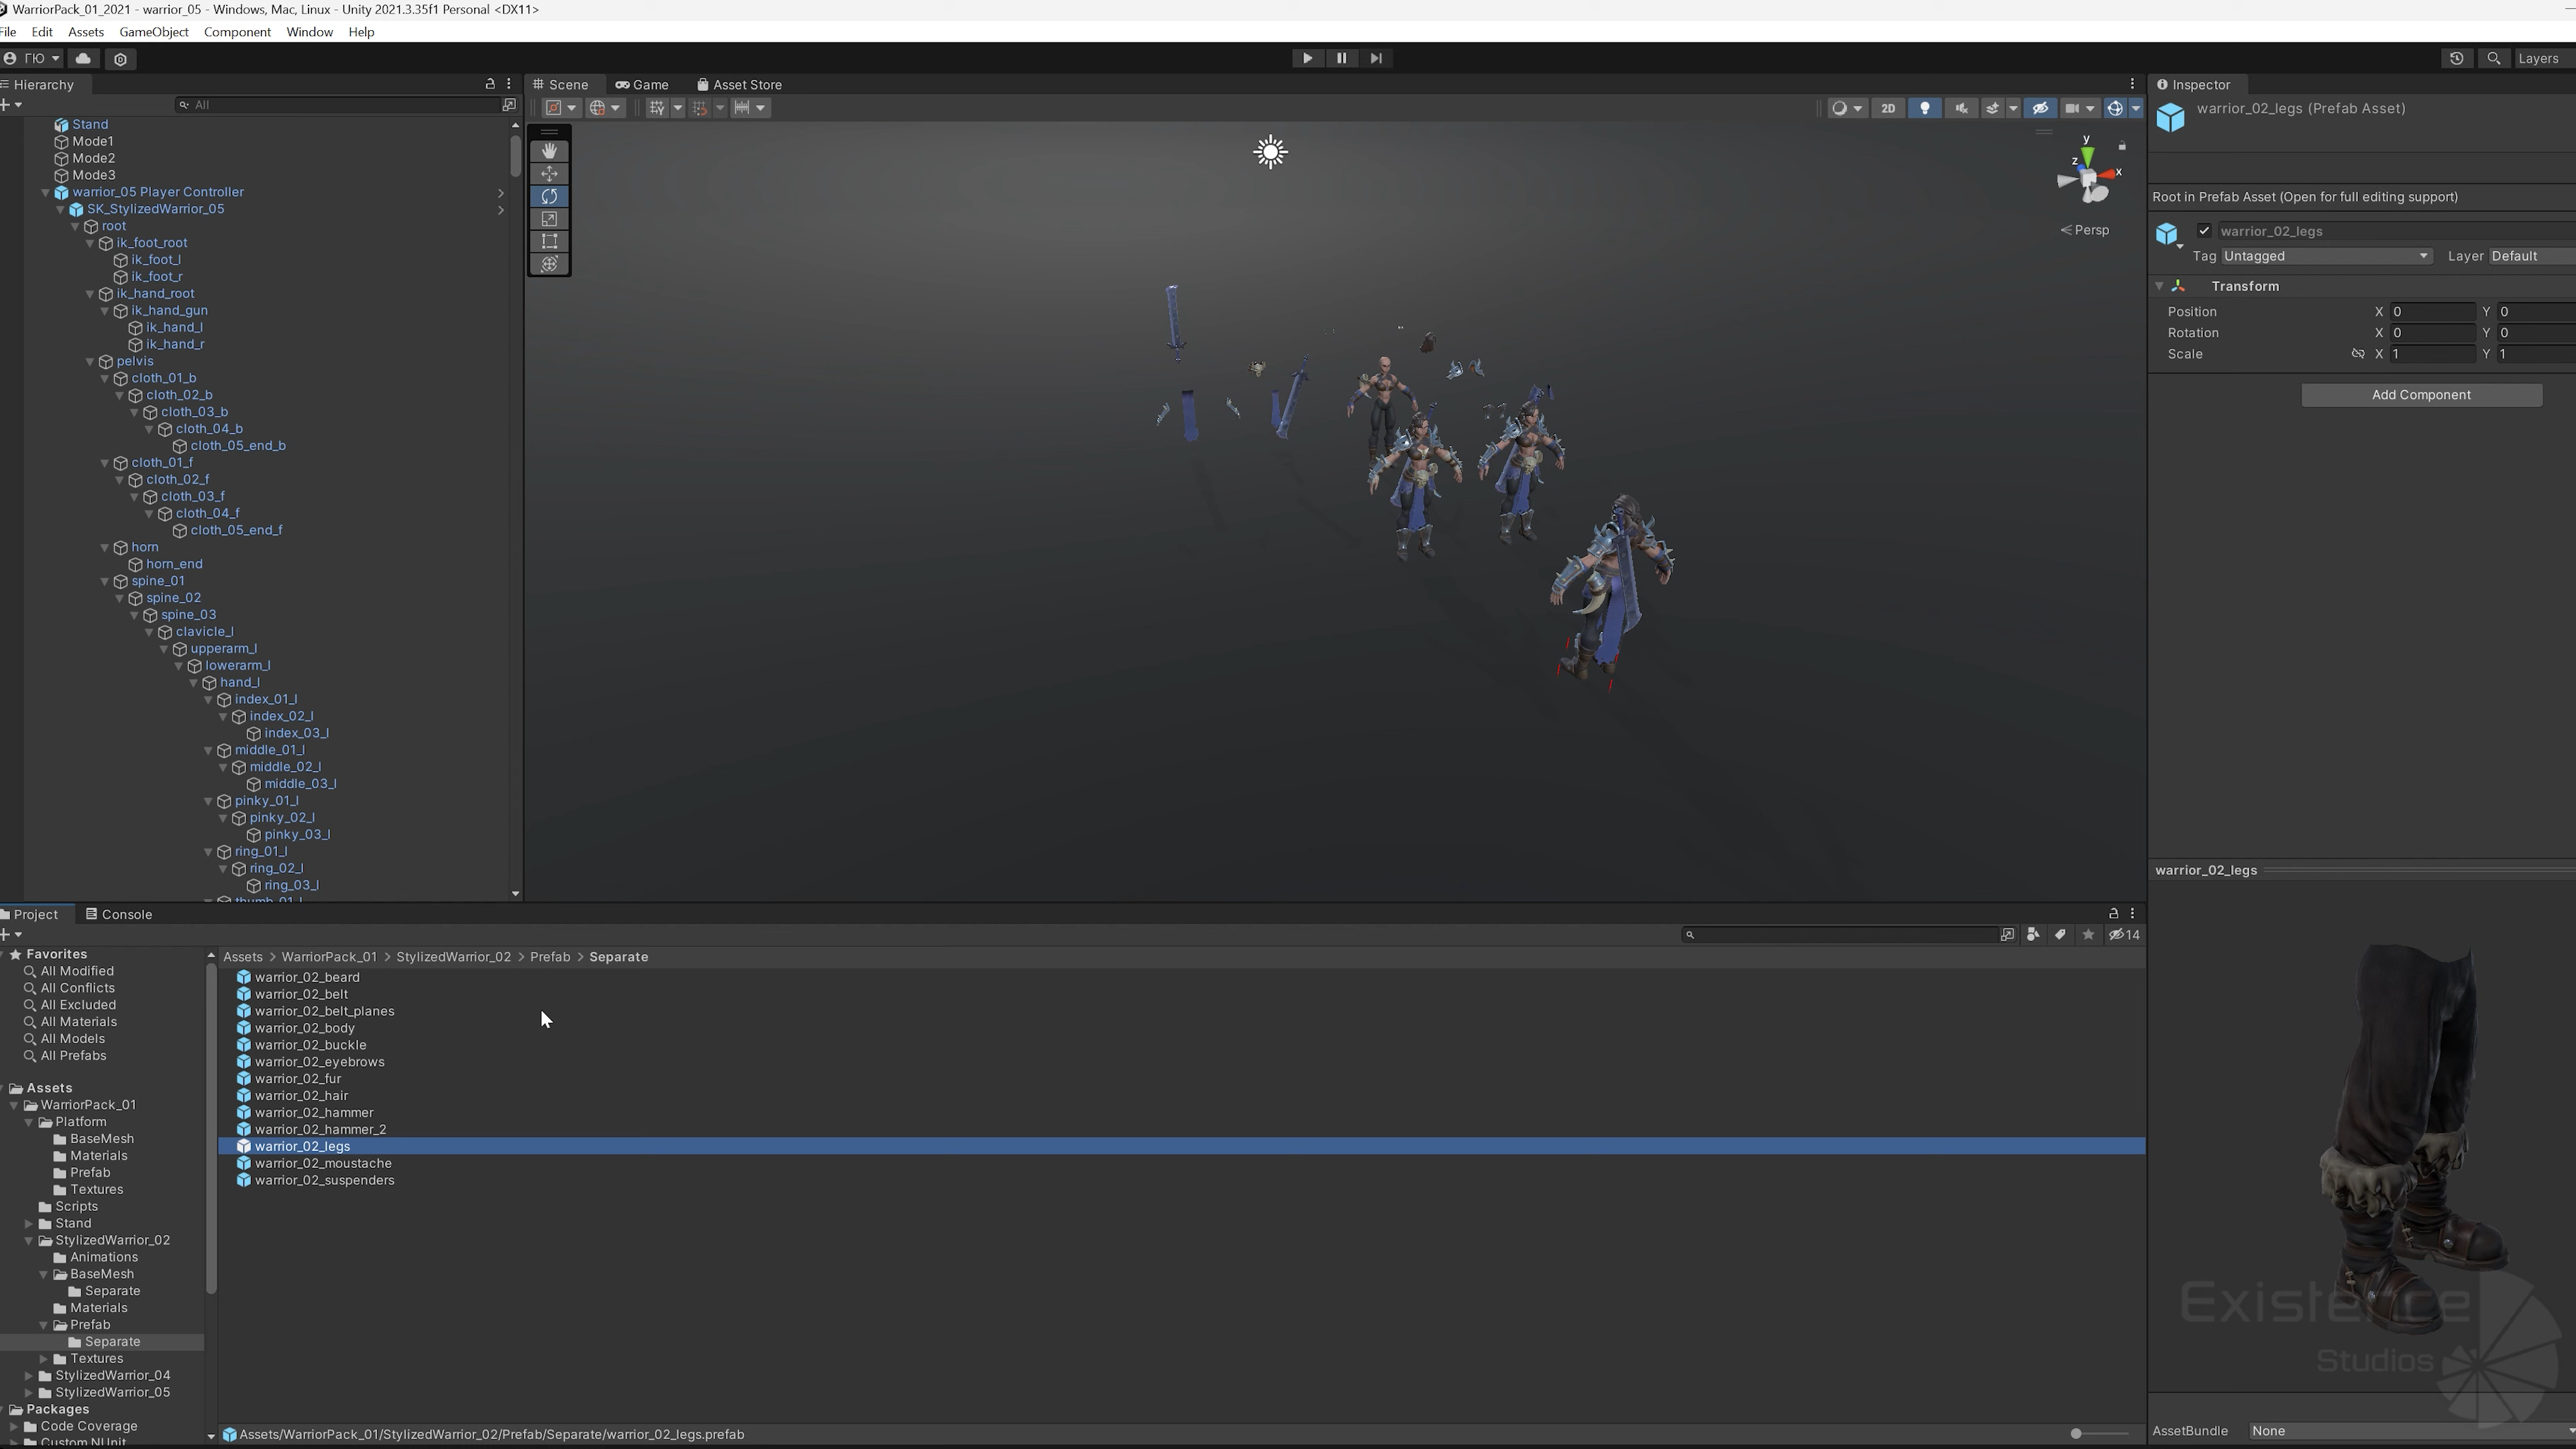 WarriorPack_01_2021 - warrior_05 - Windows, Mac, Linux - Unity 2021.3.35f1 Personal <DX11>
File Edit Assets GameObject Component Window Help
ГЮ
Layers
Hierarchy
All
Stand
Mode1
Mode2
Mode3
warrior_05 Player Controller
SK_StylizedWarrior_05
root
ik_foot_root
ik_foot_l
ik_foot_r
ik_hand_root
ik_hand_gun
ik_hand_l
ik_hand_r
pelvis
cloth_01_b
cloth_02_b
cloth_03_b
cloth_04_b
cloth_05_end_b
cloth_01_f
cloth_02_f
cloth_03_f
cloth_04_f
cloth_05_end_f
horn
horn_end
spine_01
spine_02
spine_03
clavicle_l
upperarm_l
lowerarm_l
hand_l
index_01_l
index_02_l
index_03_l
middle_01_l
middle_02_l
middle_03_l
pinky_01_l
pinky_02_l
pinky_03_l
ring_01_l
ring_02_l
ring_03_l
thumb_01_l
Scene Game Asset Store
2D
y
z
x
Persp
Inspector
warrior_02_legs (Prefab Asset)
Root in Prefab Asset (Open for full editing support)
warrior_02_legs
Tag Untagged Layer Default
Transform
Position X 0 Y 0
Rotation X 0 Y 0
Scale X 1 Y 1
Add Component
warrior_02_legs
Existence
Studios
AssetBundle None
Project Console
14
Favorites
All Modified
All Conflicts
All Excluded
All Materials
All Models
All Prefabs
Assets
WarriorPack_01
Platform
BaseMesh
Materials
Prefab
Textures
Scripts
Stand
StylizedWarrior_02
Animations
BaseMesh
Separate
Materials
Prefab
Separate
Textures
StylizedWarrior_04
StylizedWarrior_05
Packages
Code Coverage
Custom NUnit
Assets > WarriorPack_01 > StylizedWarrior_02 > Prefab > Separate
warrior_02_beard
warrior_02_belt
warrior_02_belt_planes
warrior_02_body
warrior_02_buckle
warrior_02_eyebrows
warrior_02_fur
warrior_02_hair
warrior_02_hammer
warrior_02_hammer_2
warrior_02_legs
warrior_02_moustache
warrior_02_suspenders
Assets/WarriorPack_01/StylizedWarrior_02/Prefab/Separate/warrior_02_legs.prefab